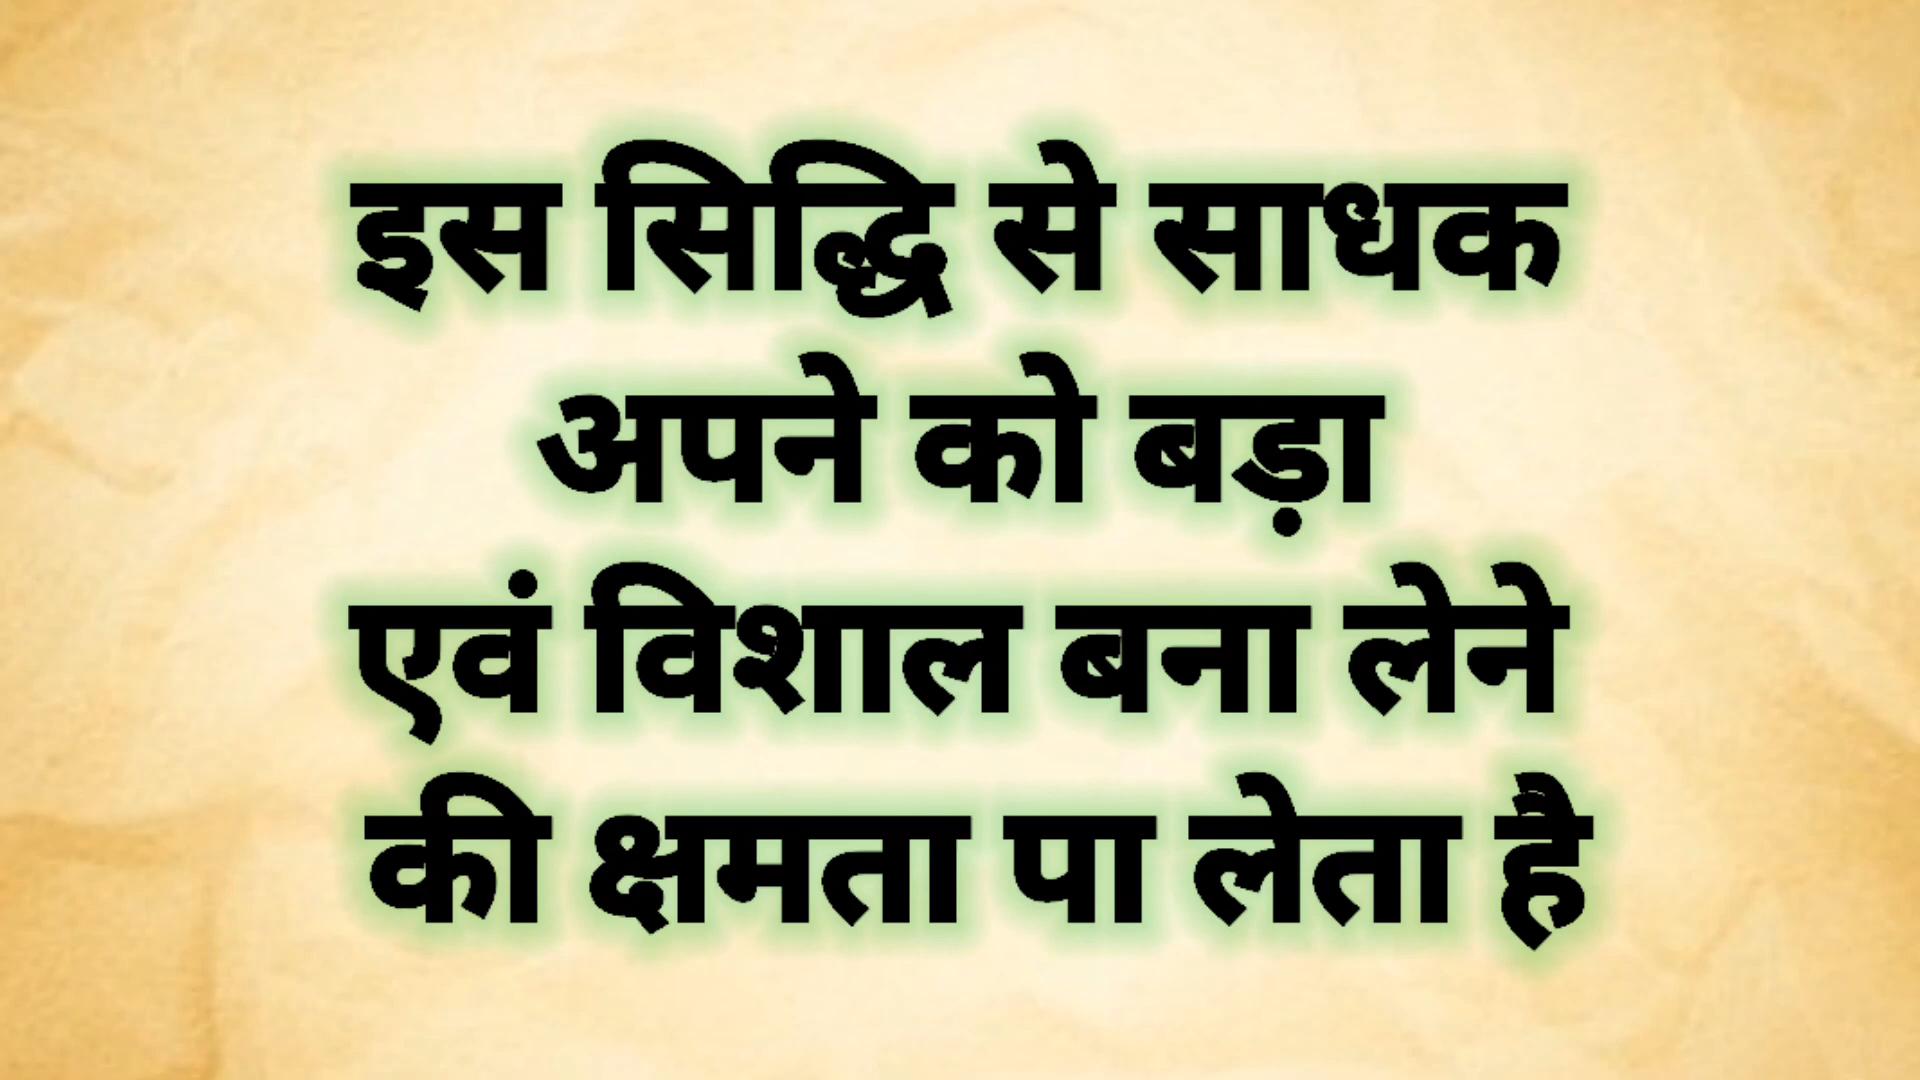 इस सिद्धि से साधक
अपने को बड़ा
एवं विशाल बना लेने
की क्षमता पा लेता है